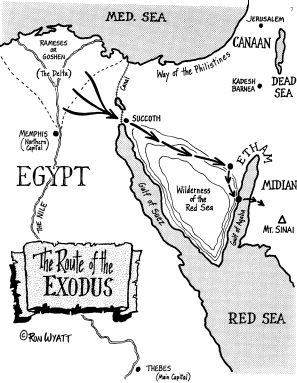 MED. SEA
7
JERUSALEM
RAMESES
or
GOSHEN
(The Delta)
Canal
Way of the Philistines
CANAAN
KADESH
BARNEA
DEAD
SEA
SUCCOTH
MEMPHIS
(Northern
Capital)
ETHAM
EGYPT
THE NILE
Wilderness
of the
Red Sea
Gulf of Suez
Gulf of Aqaba
MIDIAN
MT. SINAI
The Route of the
EXODUS
© RON WYATT
RED SEA
THEBES
(Main Capital)